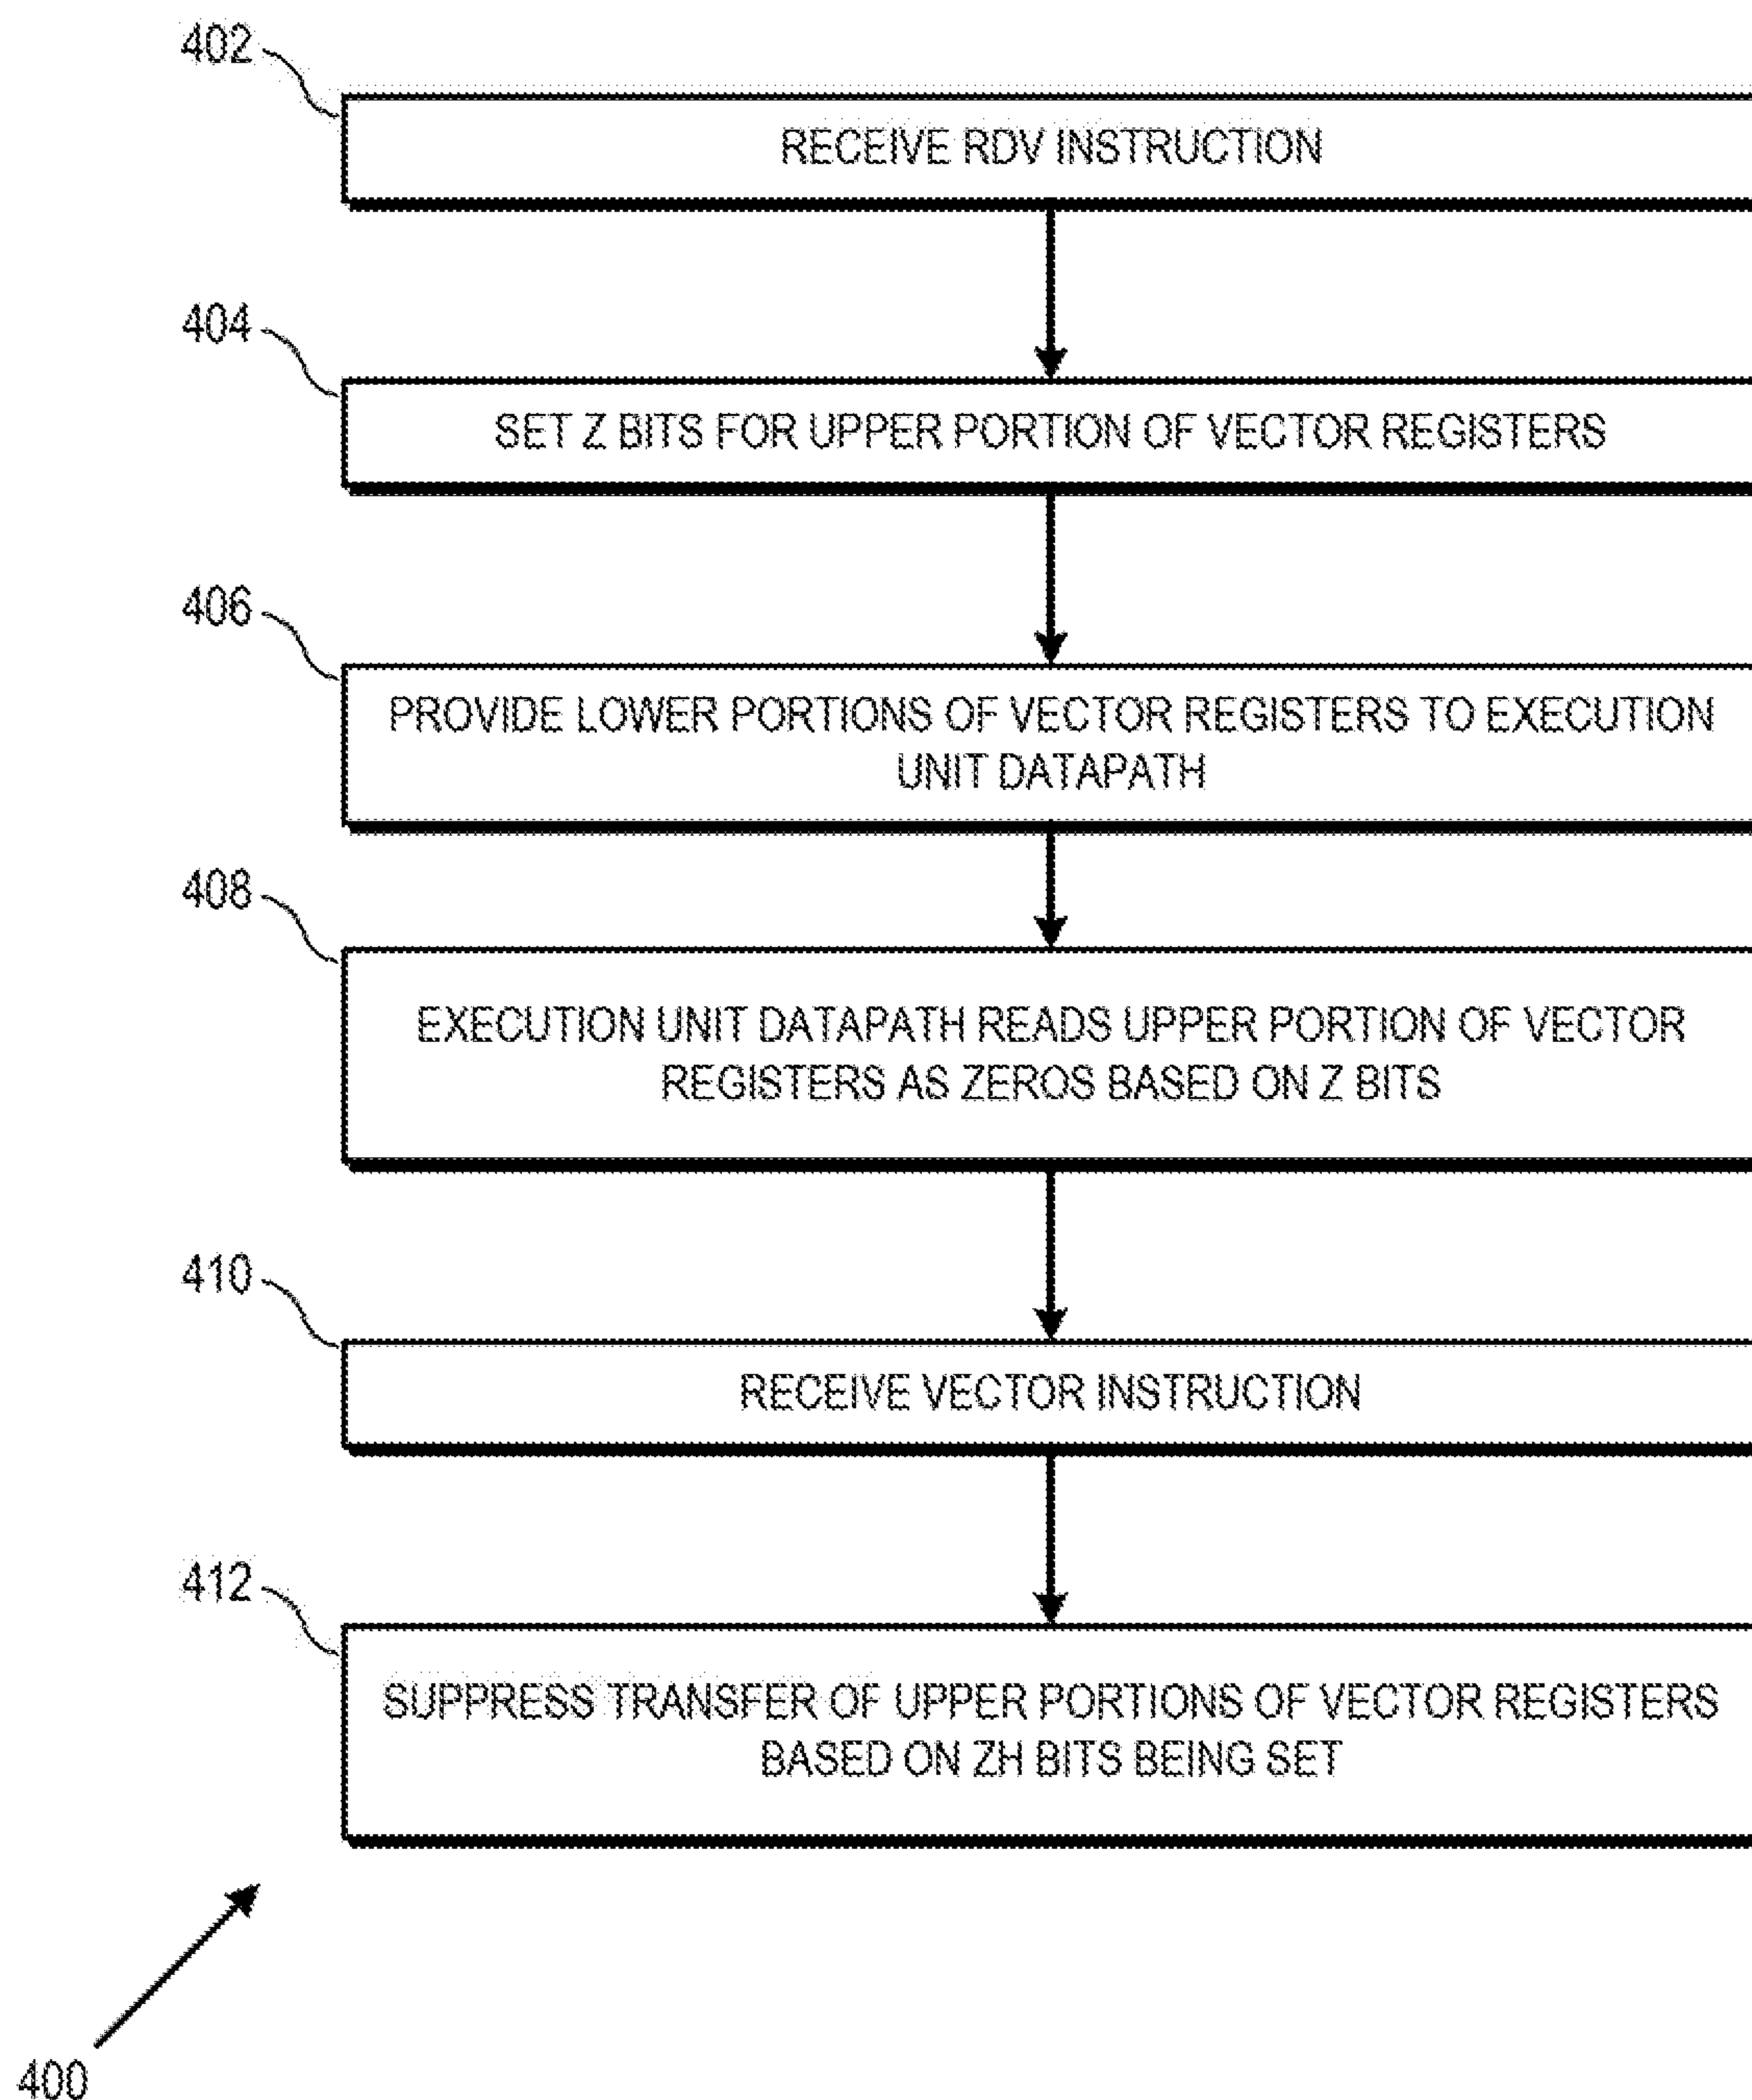 402
RECEIVE RDV INSTRUCTION
404
SET Z BITS FOR UPPER PORTION OF VECTOR REGISTERS
406
PROVIDE LOWER PORTIONS OF VECTOR REGISTERS TO EXECUTION
UNIT DATAPATH
408
EXECUTION UNIT DATAPATH READS UPPER PORTION OF VECTOR
REGISTERS AS ZEROS BASED ON Z BITS
410
RECEIVE VECTOR INSTRUCTION
412
SUPPRESS TRANSFER OF UPPER PORTIONS OF VECTOR REGISTERS
BASED ON ZH BITS BEING SET
400